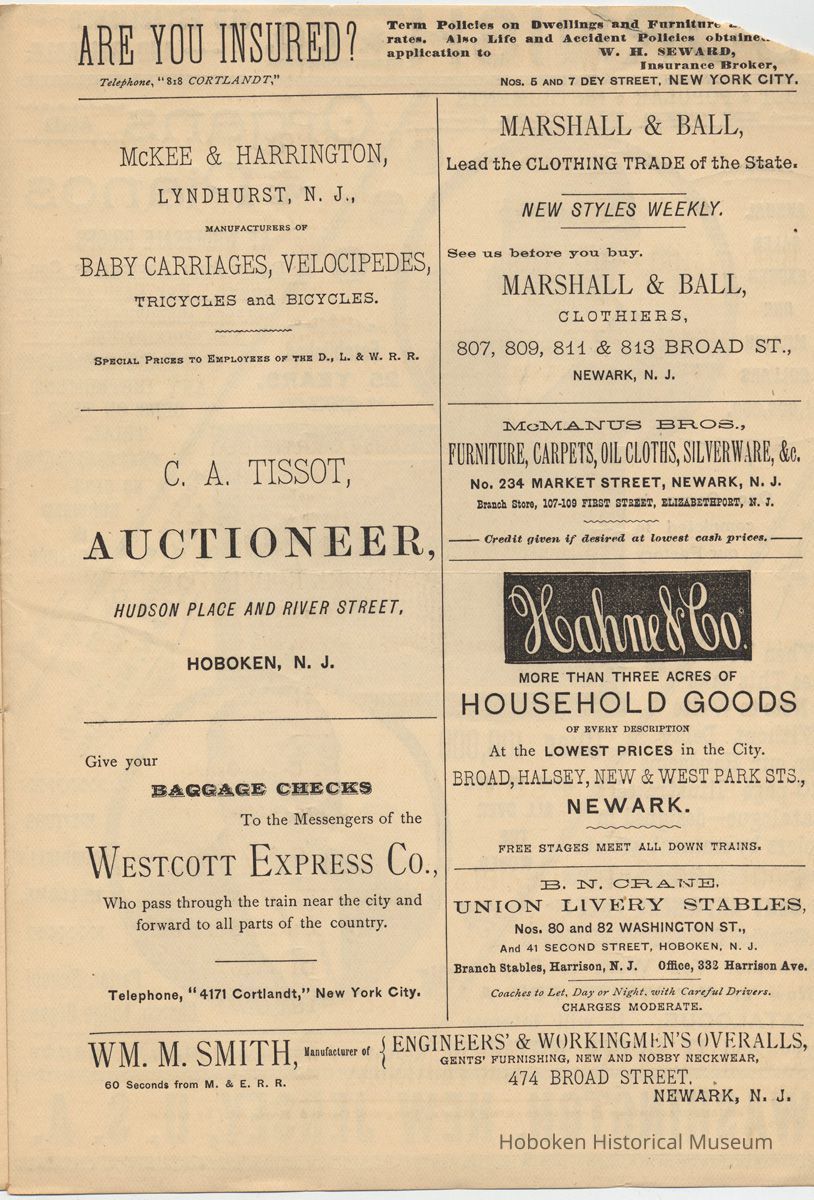 ARE YOU INSURED?
Telephone, "818 CORTLANDT,"
Term Policies on Dwellings and Furniture
rates. Also Life and Accident Policies
application to W. H. SEWARD,
Insurance Broker,
Nos. 5 AND 7 DEY STREET, NEW YORK CITY.
McKEE & HARRINGTON,
LYNDHURST, N. J.,
MANUFACTURERS OF
BABY CARRIAGES, VELOCIPEDES,
TRICYCLES and BICYCLES.
SPECIAL PRICES TO EMPLOYEES OF THE D., L. & W. R. R.
C. A. TISSOT,
AUCTIONEER,
HUDSON PLACE AND RIVER STREET,
HOBOKEN, N. J.
Give your
BAGGAGE CHECKS
To the Messengers of the
WESTCOTT EXPRESS CO.,
Who pass through the train near the city and
forward to all parts of the country.
Telephone, "4171 Cortlandt," New York City.
MARSHALL & BALL,
Lead the CLOTHING TRADE of the State.
NEW STYLES WEEKLY.
See us before you buy.
MARSHALL & BALL,
CLOTHIERS,
807, 809, 811 & 813 BROAD ST.,
NEWARK, N. J.
McMANUS BROS.,
FURNITURE, CARPETS, OIL CLOTHS, SILVERWARE, &c.
No. 234 MARKET STREET, NEWARK, N. J.
Branch Store, 107-109 FIRST STREET, ELIZABETHPORT, N. J.
Credit given if desired at lowest cash prices.
Hahne & Co.
MORE THAN THREE ACRES OF
HOUSEHOLD GOODS
OF EVERY DESCRIPTION
At the LOWEST PRICES in the City.
BROAD, HALSEY, NEW & WEST PARK STS.,
NEWARK.
FREE STAGES MEET ALL DOWN TRAINS.
B. N. CRANE,
UNION LIVERY STABLES,
Nos. 80 and 82 WASHINGTON ST.,
And 41 SECOND STREET, HOBOKEN, N. J.
Branch Stables, Harrison, N. J. Office, 332 Harrison Ave.
Coaches to Let, Day or Night, with Careful Drivers.
CHARGES MODERATE.
WM. M. SMITH, Manufacturer of { ENGINEERS' & WORKINGMEN'S OVERALLS,
GENTS' FURNISHING, NEW AND NOBBY NECKWEAR,
60 Seconds from M. & E. R. R.
474 BROAD STREET,
NEWARK, N. J.
Hoboken Historical Museum